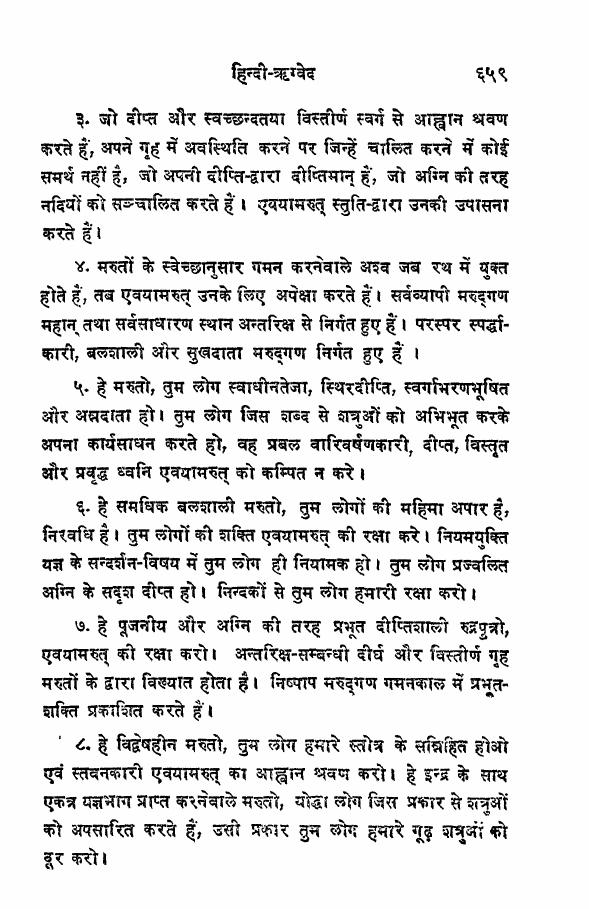 हिन्दी-ऋग्वेद ६५९
३. जो दीप्त और स्वच्छन्दतया विस्तीर्ण स्वर्ग से आह्वान श्रवण
करते हैं, अपने गृह में अवस्थिति करने पर जिन्हें चालित करने में कोई
समर्थ नहीं है, जो अपनी दीप्ति-द्वारा दीप्तिमान् हैं, जो अग्नि की तरह
नदियों को सञ्चालित करते हैं। एवयामरुत् स्तुति-द्वारा उनकी उपासना
करते हैं।
४. मरुतों के स्वेच्छानुसार गमन करनेवाले अश्व जब रथ में युक्त
होते हैं, तब एवयामरुत् उनके लिए अपेक्षा करते हैं। सर्वव्यापी मरुद्गण
महान् तथा सर्वसाधारण स्थान अन्तरिक्ष से निर्गत हुए हैं। परस्पर स्पर्द्धा-
कारी, बलशाली और सुखदाता मरुद्गण निर्गत हुए हैं ।
५. हे मरुतो, तुम लोग स्वाधीनतेजा, स्थिरदीप्ति, स्वर्गाभरणभूषित
और अन्नदाता हो। तुम लोग जिस शब्द से शत्रुओं को अभिभूत करके
अपना कार्यसाधन करते हो, वह प्रबल वारिवर्षणकारी, दीप्त, विस्तृत
और प्रवृद्ध ध्वनि एवयामरुत् को कम्पित न करे।
६. हे समधिक बलशाली मरुतो, तुम लोगों की महिमा अपार है,
निरवधि है। तुम लोगों की शक्ति एवयामरुत् की रक्षा करे। नियमयुक्ति
यज्ञ के सन्दर्शन-विषय में तुम लोग ही नियामक हो। तुम लोग प्रज्वलित
अग्नि के सदृश दीप्त हो। निन्दकों से तुम लोग हमारी रक्षा करो।
७. हे पूजनीय और अग्नि की तरह प्रभूत दीप्तिशाली रुद्रपुत्रो,
एवयामरुत् की रक्षा करो। अन्तरिक्ष-सम्बन्धी दीर्घ और विस्तीर्ण गृह
मरुतों के द्वारा विख्यात होता है। निष्पाप मरुद्गण गमनकाल में प्रभूत-
शक्ति प्रकाशित करते हैं।
८. हे विद्वेषहीन मरुतो, तुम लोग हमारे स्तोत्र के सन्निहित होओ
एवं स्तवनकारी एवयामरुत् का आह्वान श्रवण करो। हे इन्द्र के साथ
एकत्र यज्ञभाग प्राप्त करनेवाले मरुतो, योद्धा लोग जिस प्रकार से शत्रुओं
को अपसारित करते हैं, उसी प्रकार तुम लोग हमारे गूढ़ शत्रुओं को
दूर करो।